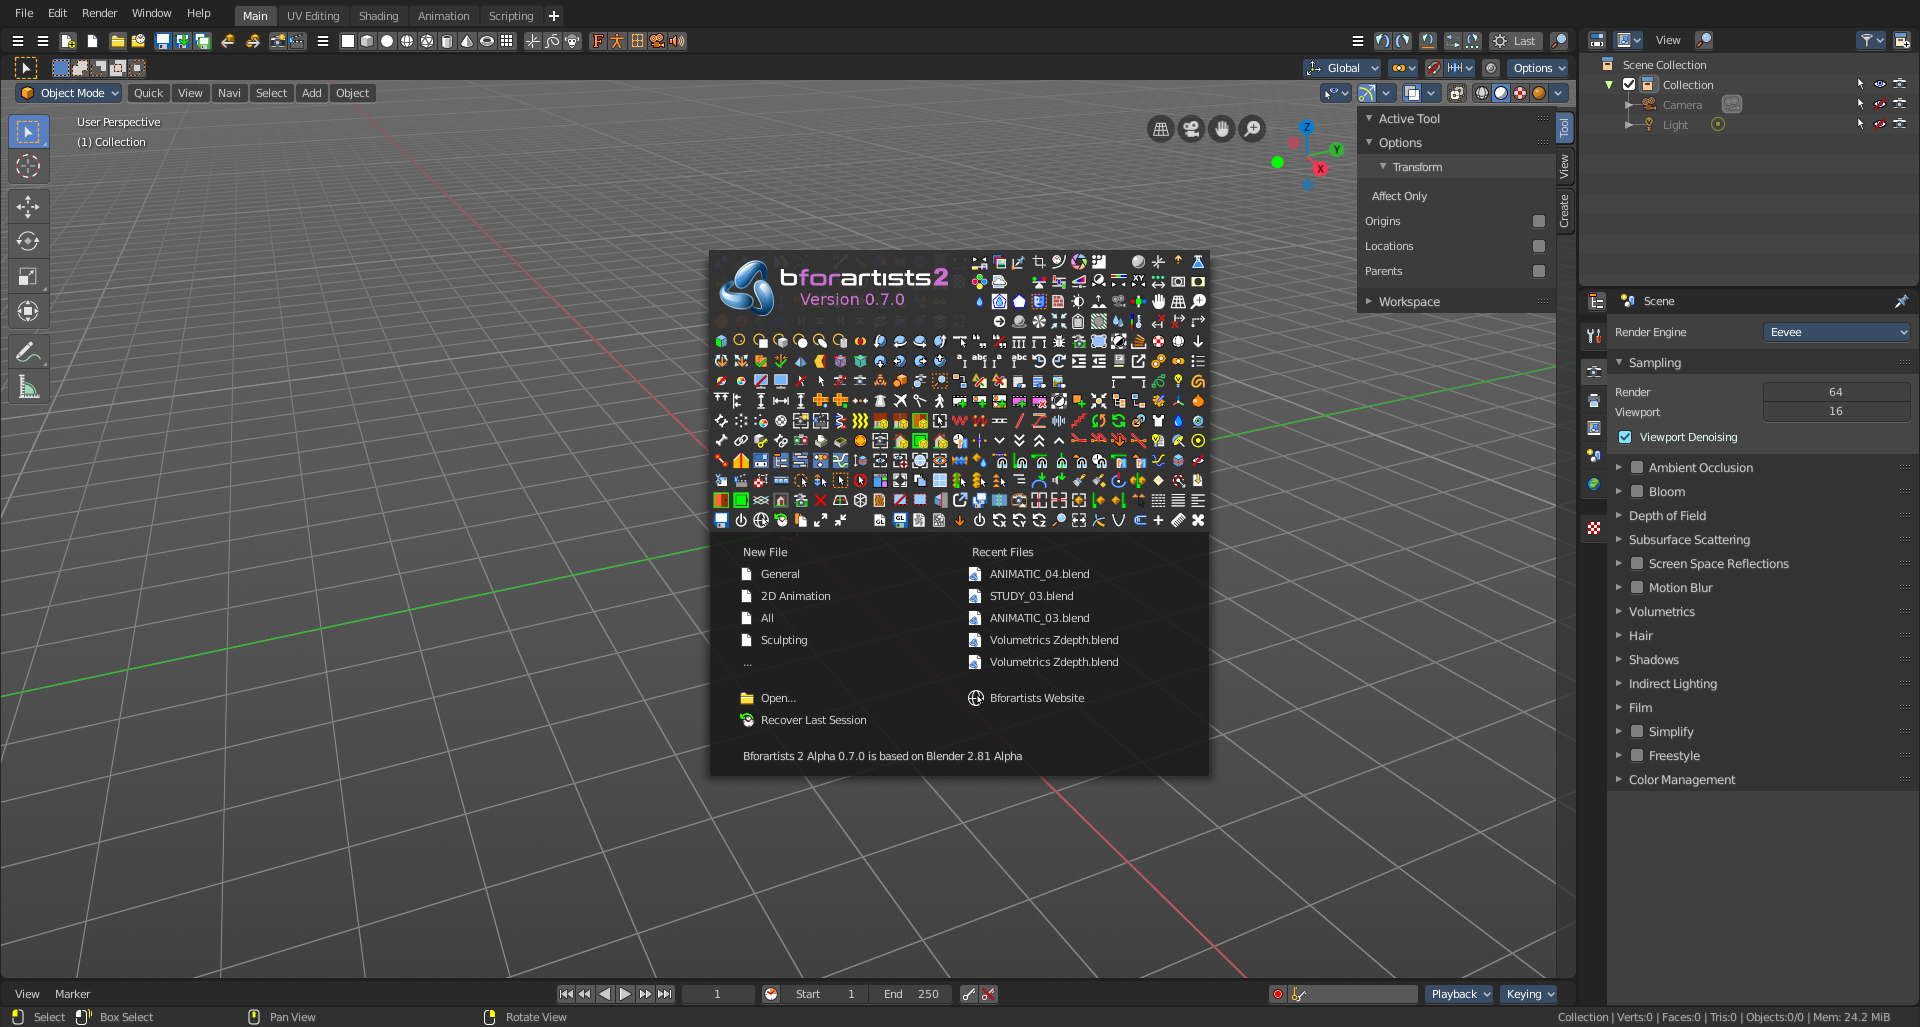 File Edit Render Window Help Main UV Editing Shading Animation Scripting
Last View
Global Options
Scene Collection
Object Mode Quick View Navi Select Add Object
Collection
Camera
Light
User Perspective
(1) Collection
Z
Y
X
Active Tool
Options
Transform
Affect Only
Origins
Locations
Parents
Workspace
Tool
View
Create
bforartists2
Version 0.7.0
New File
General
2D Animation
All
Sculpting
...
Open...
Recover Last Session
Recent Files
ANIMATIC_04.blend
STUDY_03.blend
ANIMATIC_03.blend
Volumetrics Zdepth.blend
Volumetrics Zdepth.blend
Bforartists Website
Bforartists 2 Alpha 0.7.0 is based on Blender 2.81 Alpha
Scene
Render Engine Eevee
Sampling
Render 64
Viewport 16
Viewport Denoising
Ambient Occlusion
Bloom
Depth of Field
Subsurface Scattering
Screen Space Reflections
Motion Blur
Volumetrics
Hair
Shadows
Indirect Lighting
Film
Simplify
Freestyle
Color Management
View Marker 1 Start 1 End 250 Playback Keying
Select Box Select Pan View Rotate View Collection | Verts:0 | Faces:0 | Tris:0 | Objects:0/0 | Mem: 24.2 MiB